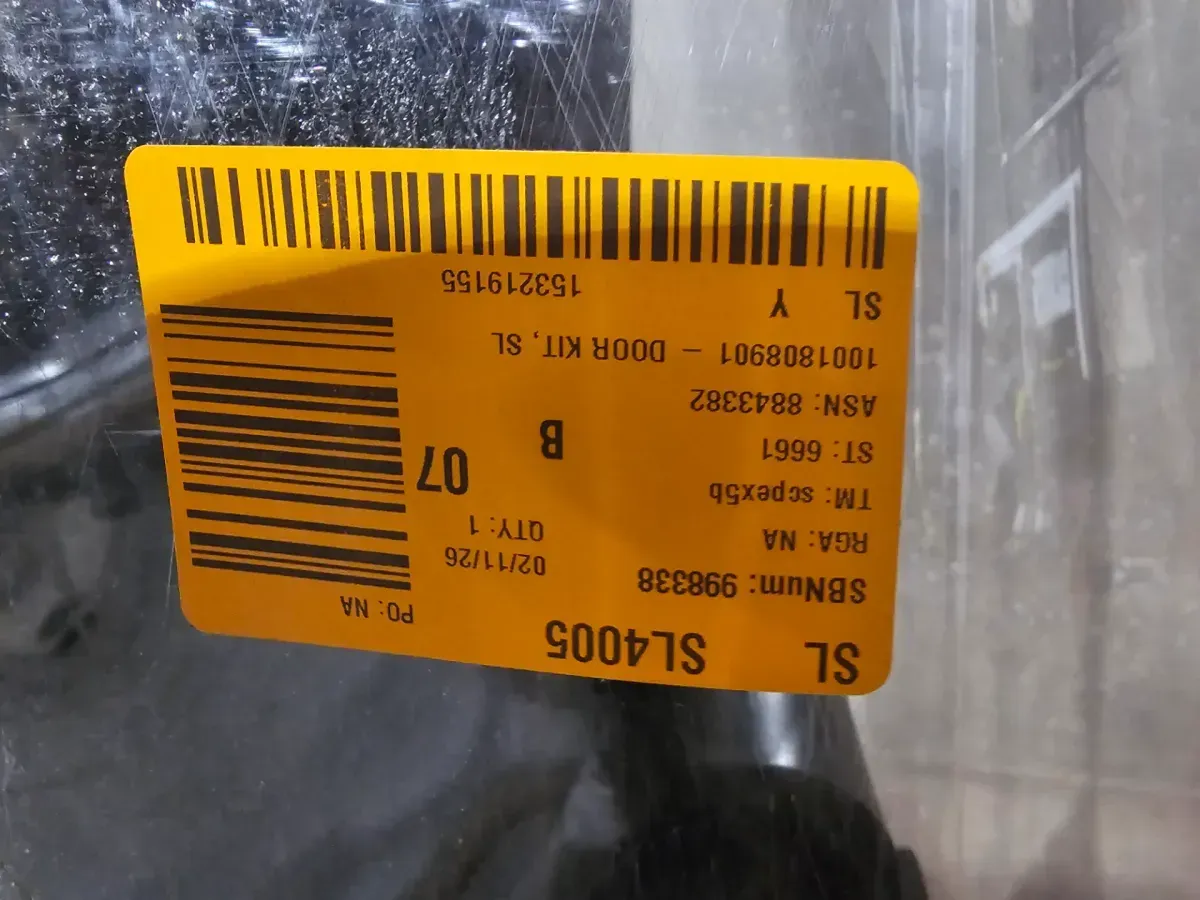 SL SL4005
PO: NA
SBNum: 998338
02/11/26
RGA: NA
QTY: 1
TM: scpex5b
07
ST: 6661
B
ASN: 8843382
1001808901 - DOOR KIT, SL
SL Y 153219155